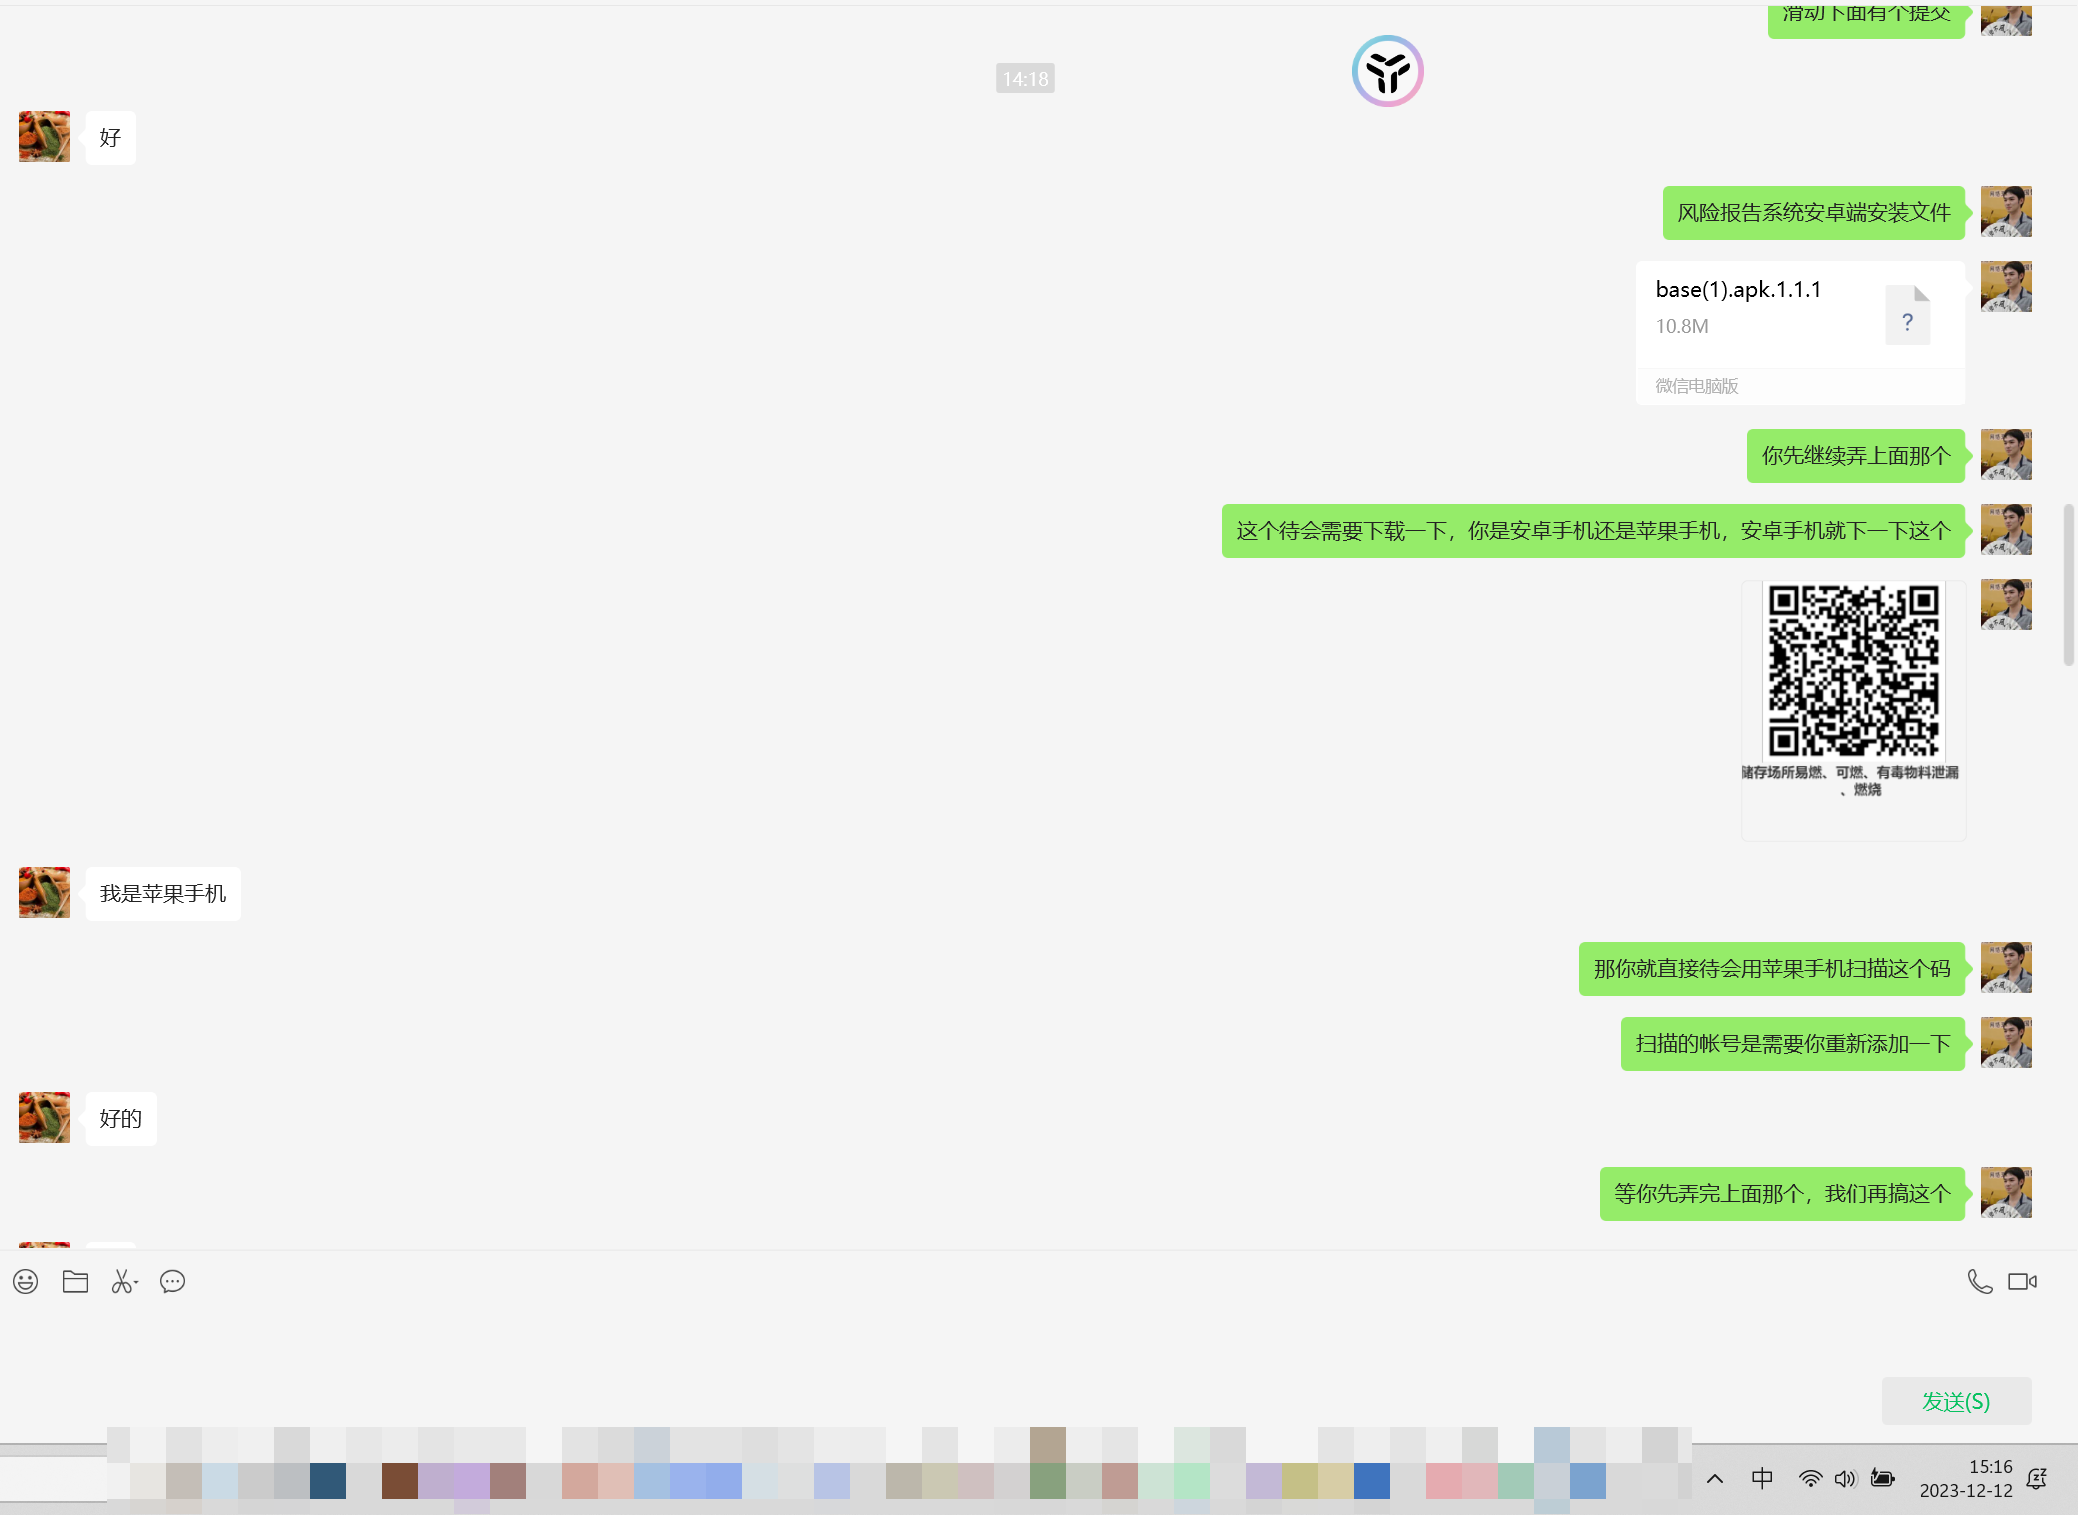 滑动下面有个提交
14:18
好
风险报告系统安卓端安装文件
base(1).apk.1.1.1
10.8M
?
微信电脑版
你先继续弄上面那个
这个待会需要下载一下，你是安卓手机还是苹果手机，安卓手机就下一下这个
储存场所易燃、可燃、有毒物料泄漏
、燃烧
我是苹果手机
那你就直接待会用苹果手机扫描这个码
扫描的帐号是需要你重新添加一下
好的
等你先弄完上面那个，我们再搞这个
发送(S)
中
15:16
2023-12-12